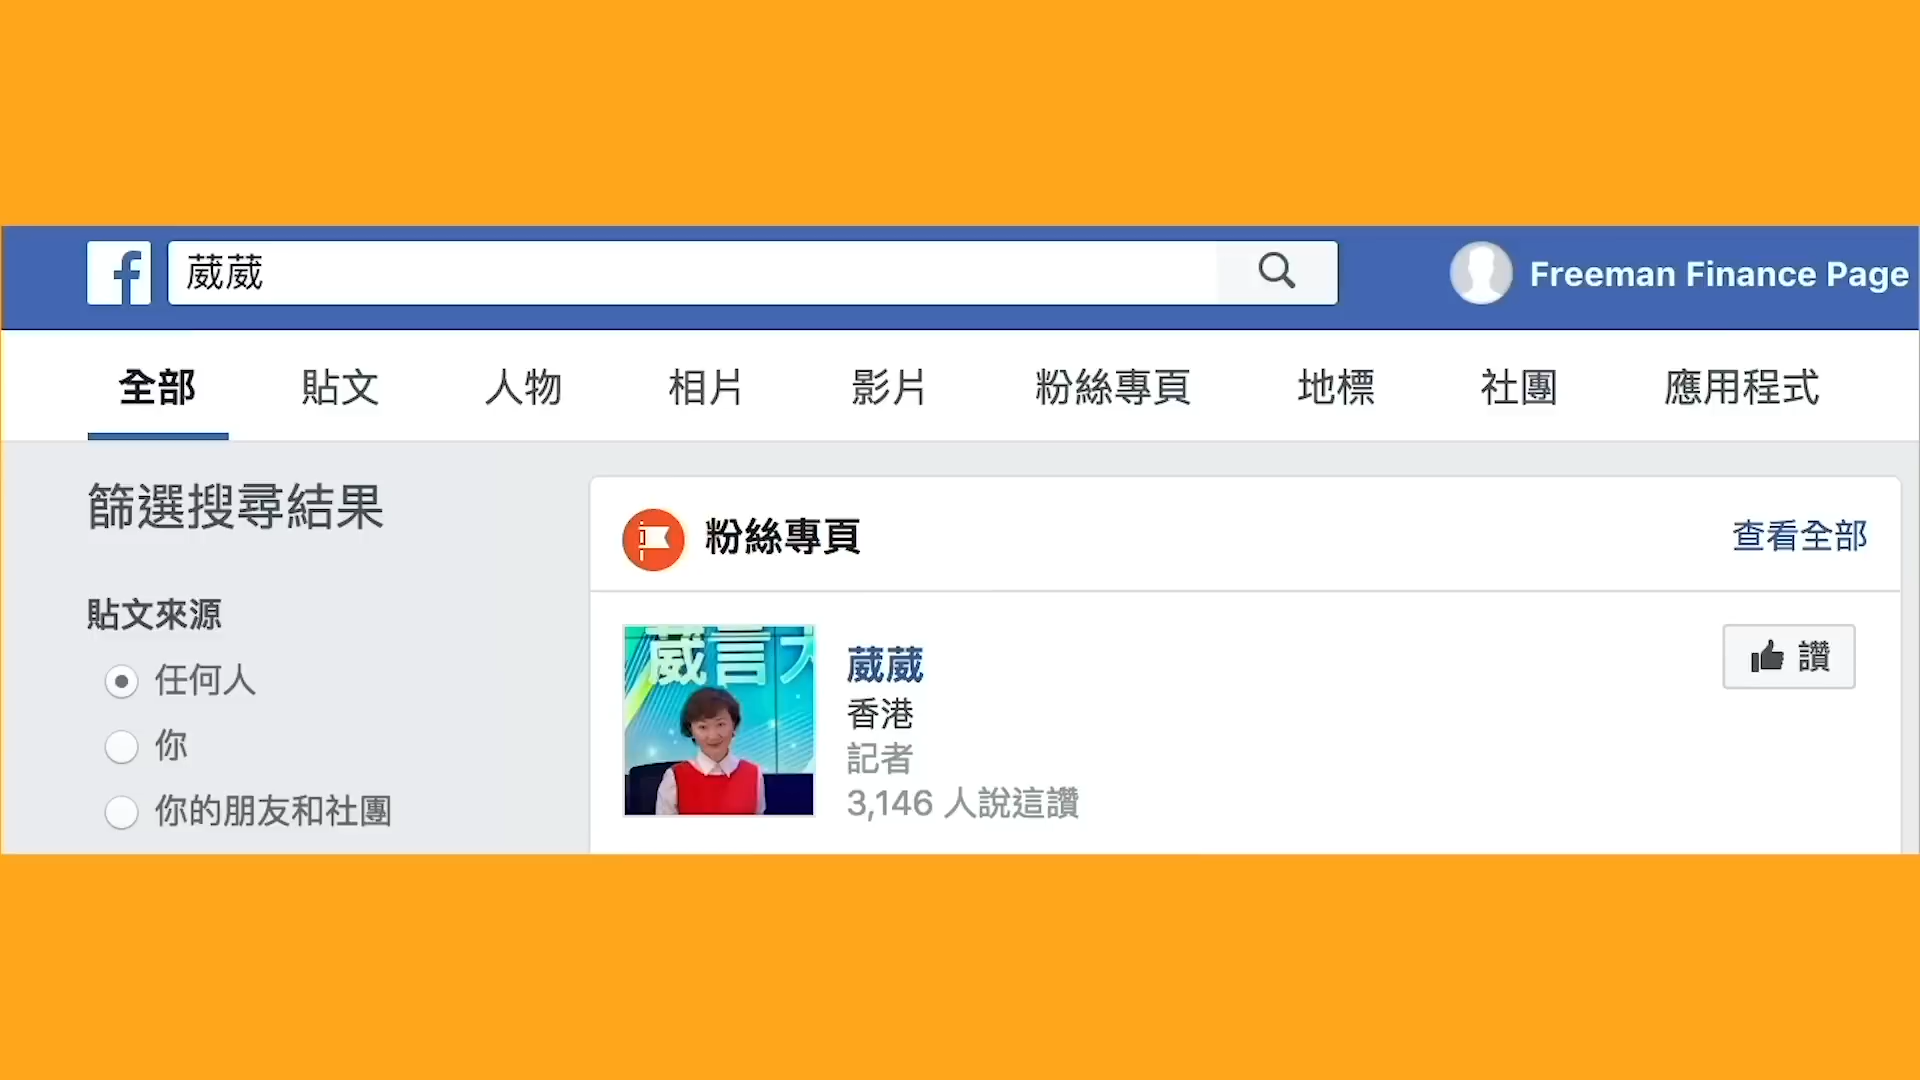 葳葳
Freeman Finance Page
全部 貼文 人物 相片 影片 粉絲專頁 地標 社團 應用程式
篩選搜尋結果
貼文來源
任何人
你
你的朋友和社團
粉絲專頁
查看全部
葳言大
葳葳
香港
記者
3,146 人說這讚
讚